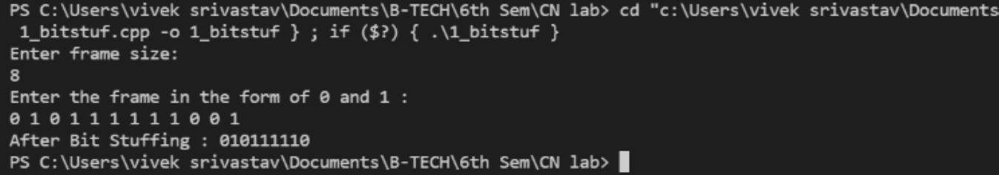 PS C:\Users\vivek srivastav\Documents\B-TECH\6th Sem\CN lab> cd "c:\Users\vivek srivastav\Documents
1_bitstuf.cpp -o 1_bitstuf } ; if ($?) { .\1_bitstuf }
Enter frame size:
8
Enter the frame in the form of 0 and 1 :
0 1 0 1 1 1 1 1 1 1 0 0 1
After Bit Stuffing : 010111110
PS C:\Users\vivek srivastav\Documents\B-TECH\6th Sem\CN lab>